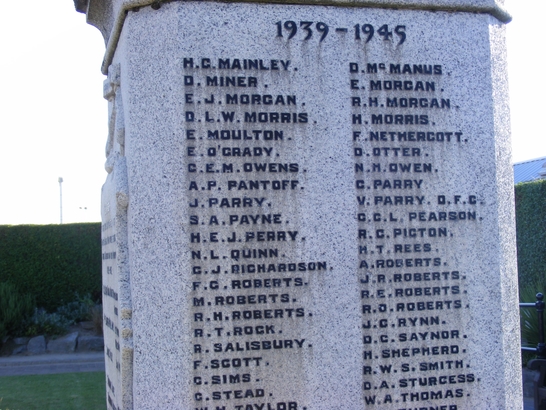 1939-1945
H.G. MAINLEY.
D. MINER.
E.J. MORGAN.
D.L.W. MORRIS.
E. MOULTON.
E. O'GRADY.
G.E.M. OWENS.
A.P. PANTOFF.
J. PARRY.
S.A. PAYNE.
H.E.J. PERRY.
N.L. QUINN.
C.J. RICHARDSON.
F.C. ROBERTS.
M. ROBERTS.
R.H. ROBERTS.
R.T. ROCK.
R. SALISBURY.
F. SCOTT.
C. SIMS.
C. STEAD.
W.H. TAYLOR.
D. McMANUS.
E. MORGAN.
R.H. MORGAN.
H. MORRIS.
F. NETHERCOTT.
D. OTTER.
N.H. OWEN.
C. PARRY
V. PARRY. D.F.C.
G.C.L. PEARSON.
R.G. PICTON.
H.T. REES.
A. ROBERTS.
J.R. ROBERTS.
R.E. ROBERTS.
R.O. ROBERTS.
J.C. RYNN.
D.C. SAYNOR.
H. SHEPHERD.
R.W.S. SMITH.
D.A. STURGESS.
W.A. THOMAS.